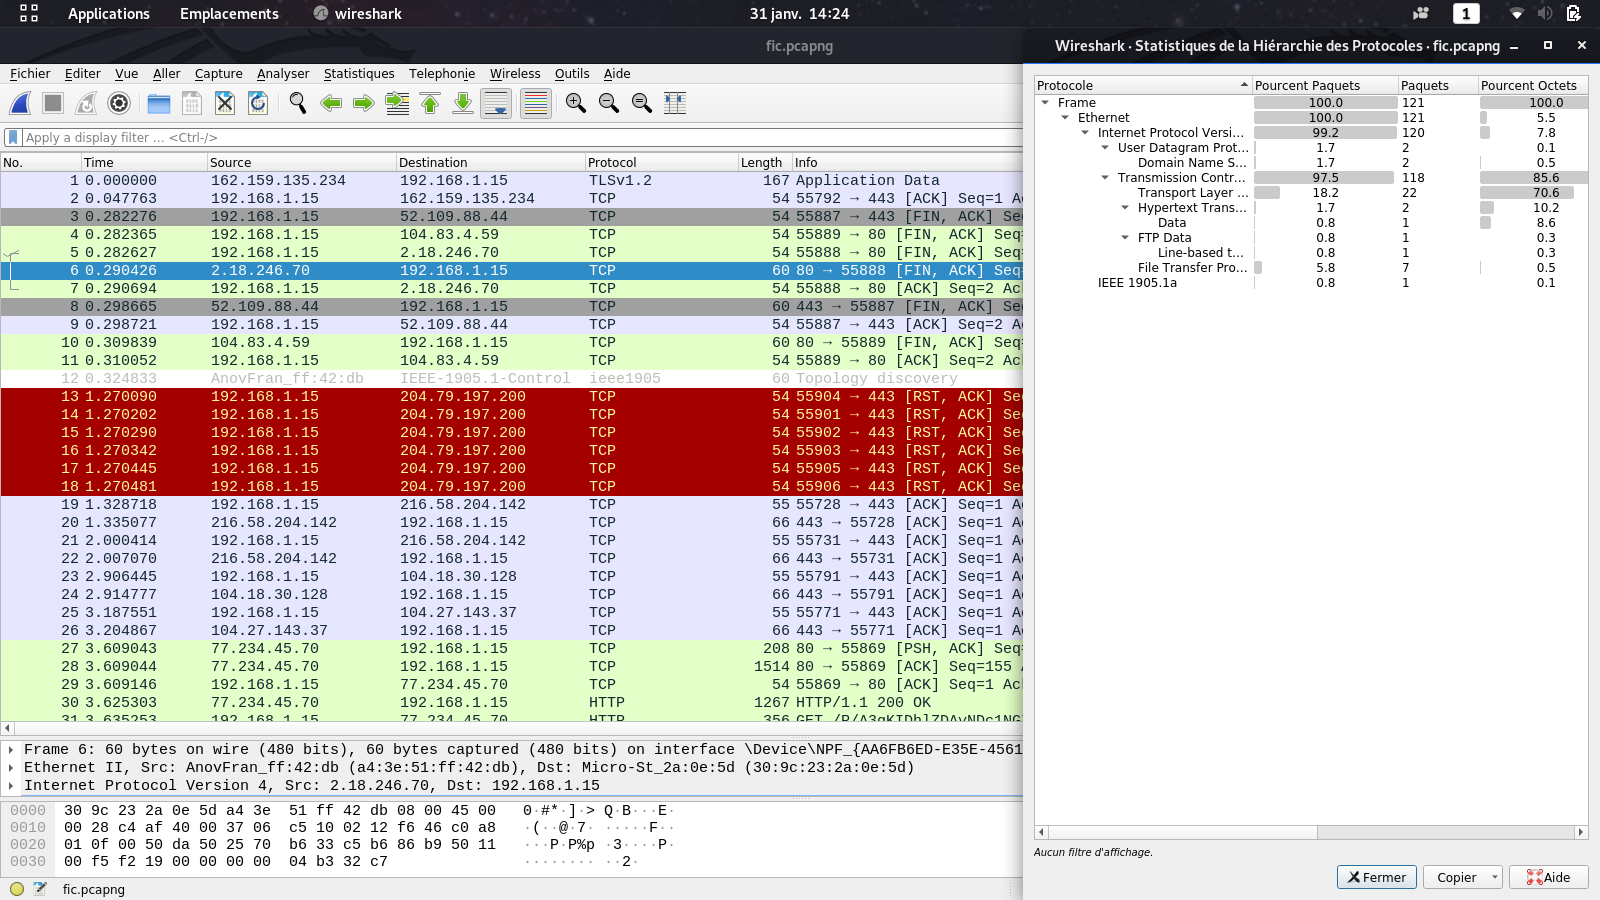 Applications Emplacements wireshark 31 janv. 14:24 1
fic.pcapng
Wireshark · Statistiques de la Hiérarchie des Protocoles · fic.pcapng
Fichier Editer Vue Aller Capture Analyser Statistiques Telephonie Wireless Outils Aide
Apply a display filter ... <Ctrl-/>
No. Time Source Destination Protocol Length Info
1 0.000000 162.159.135.234 192.168.1.15 TLSv1.2 167 Application Data
2 0.047763 192.168.1.15 162.159.135.234 TCP 54 55792 → 443 [ACK] Seq=1 A
3 0.282276 192.168.1.15 52.109.88.44 TCP 54 55887 → 443 [FIN, ACK] Se
4 0.282365 192.168.1.15 104.83.4.59 TCP 54 55889 → 80 [FIN, ACK] Seq=
5 0.282627 192.168.1.15 2.18.246.70 TCP 54 55888 → 80 [FIN, ACK] Seq=
6 0.290426 2.18.246.70 192.168.1.15 TCP 60 80 → 55888 [FIN, ACK] Seq=
7 0.290694 192.168.1.15 2.18.246.70 TCP 54 55888 → 80 [ACK] Seq=2 Ac
8 0.298665 52.109.88.44 192.168.1.15 TCP 60 443 → 55887 [FIN, ACK] Se
9 0.298721 192.168.1.15 52.109.88.44 TCP 54 55887 → 443 [ACK] Seq=2 A
10 0.309839 104.83.4.59 192.168.1.15 TCP 60 80 → 55889 [FIN, ACK] Seq=
11 0.310052 192.168.1.15 104.83.4.59 TCP 54 55889 → 80 [ACK] Seq=2 Ac
12 0.324833 AnovFran_ff:42:db IEEE-1905.1-Control ieee1905 60 Topology discovery
13 1.270090 192.168.1.15 204.79.197.200 TCP 54 55904 → 443 [RST, ACK] Se
14 1.270202 192.168.1.15 204.79.197.200 TCP 54 55901 → 443 [RST, ACK] Se
15 1.270290 192.168.1.15 204.79.197.200 TCP 54 55902 → 443 [RST, ACK] Se
16 1.270342 192.168.1.15 204.79.197.200 TCP 54 55903 → 443 [RST, ACK] Se
17 1.270445 192.168.1.15 204.79.197.200 TCP 54 55905 → 443 [RST, ACK] Se
18 1.270481 192.168.1.15 204.79.197.200 TCP 54 55906 → 443 [RST, ACK] Se
19 1.328718 192.168.1.15 216.58.204.142 TCP 55 55728 → 443 [ACK] Seq=1 A
20 1.335077 216.58.204.142 192.168.1.15 TCP 66 443 → 55728 [ACK] Seq=1 A
21 2.000414 192.168.1.15 216.58.204.142 TCP 55 55731 → 443 [ACK] Seq=1 A
22 2.007070 216.58.204.142 192.168.1.15 TCP 66 443 → 55731 [ACK] Seq=1 A
23 2.906445 192.168.1.15 104.18.30.128 TCP 55 55791 → 443 [ACK] Seq=1 A
24 2.914777 104.18.30.128 192.168.1.15 TCP 66 443 → 55791 [ACK] Seq=1 A
25 3.187551 192.168.1.15 104.27.143.37 TCP 55 55771 → 443 [ACK] Seq=1 A
26 3.204867 104.27.143.37 192.168.1.15 TCP 66 443 → 55771 [ACK] Seq=1 A
27 3.609043 77.234.45.70 192.168.1.15 TCP 208 80 → 55869 [PSH, ACK] Seq=
28 3.609044 77.234.45.70 192.168.1.15 TCP 1514 80 → 55869 [ACK] Seq=155
29 3.609146 192.168.1.15 77.234.45.70 TCP 54 55869 → 80 [ACK] Seq=1 Ac
30 3.625303 77.234.45.70 192.168.1.15 HTTP 1267 HTTP/1.1 200 OK
31 3.635253 192.168.1.15 77.234.45.70 HTTP 356 GET
Frame 6: 60 bytes on wire (480 bits), 60 bytes captured (480 bits) on interface \Device\NPF_{AA6FB6ED-E35E-4561
Ethernet II, Src: AnovFran_ff:42:db (a4:3e:51:ff:42:db), Dst: Micro-St_2a:0e:5d (30:9c:23:2a:0e:5d)
Internet Protocol Version 4, Src: 2.18.246.70, Dst: 192.168.1.15
0000 30 9c 23 2a 0e 5d a4 3e 51 ff 42 db 08 00 45 00 0·#*·]·> Q·B···E·
0010 00 28 c4 af 40 00 37 06 c5 10 02 12 f6 46 c0 a8 ·(··@·7· ·····F··
0020 01 0f 00 50 da 50 25 70 b6 33 c5 b6 86 b9 50 11 ···P·P%p ·3····P·
0030 00 f5 f2 19 00 00 00 00 04 b3 32 c7 ········ ··2·
fic.pcapng
Protocole Pourcent Paquets Paquets Pourcent Octets
Frame 100.0 121 100.0
Ethernet 100.0 121 5.5
Internet Protocol Versi... 99.2 120 7.8
User Datagram Prot... 1.7 2 0.1
Domain Name S... 1.7 2 0.5
Transmission Contr... 97.5 118 85.6
Transport Layer ... 18.2 22 70.6
Hypertext Trans... 1.7 2 10.2
Data 0.8 1 8.6
FTP Data 0.8 1 0.3
Line-based t... 0.8 1 0.3
File Transfer Pro... 5.8 7 0.5
IEEE 1905.1a 0.8 1 0.1
Aucun filtre d'affichage.
Fermer Copier Aide